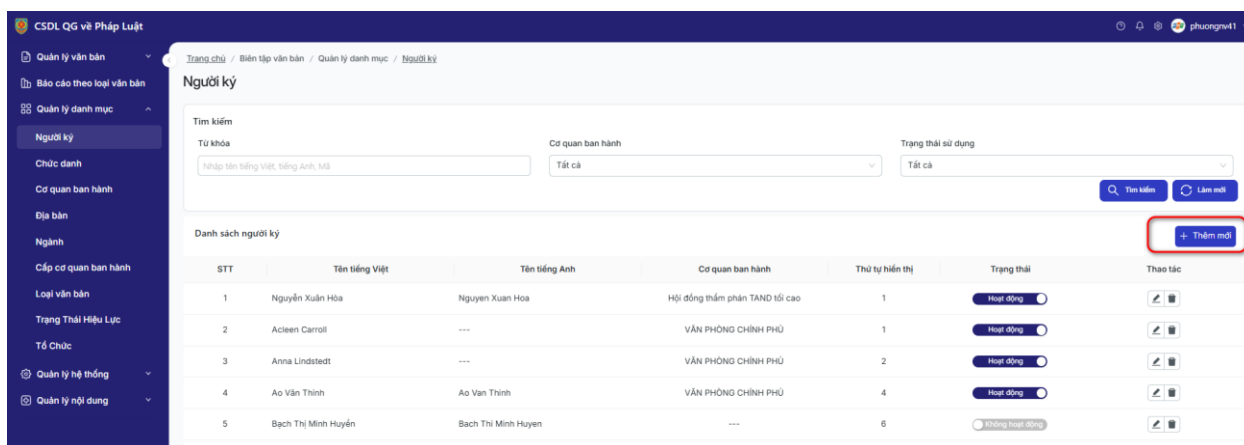 CSDL QG về Pháp Luật
phuongnv41
Quản lý văn bản
Báo cáo theo loại văn bản
Quản lý danh mục
Người ký
Chức danh
Cơ quan ban hành
Địa bàn
Ngành
Cấp cơ quan ban hành
Loại văn bản
Trạng Thái Hiệu Lực
Tổ Chức
Quản lý hệ thống
Quản lý nội dung
Trang chủ / Biên tập văn bản / Quản lý danh mục / Người ký
Người ký
Tìm kiếm
Từ khóa Cơ quan ban hành Trạng thái sử dụng
Nhập tên tiếng Việt, tiếng Anh, Mã Tất cả Tất cả
Tìm kiếm Làm mới
Danh sách người ký + Thêm mới
STT Tên tiếng Việt Tên tiếng Anh Cơ quan ban hành Thứ tự hiển thị Trạng thái Thao tác
1 Nguyễn Xuân Hòa Nguyen Xuan Hoa Hội đồng thẩm phán TAND tối cao 1 Hoạt động
2 Acleen Carroll --- VĂN PHÒNG CHÍNH PHỦ 1 Hoạt động
3 Anna Lindstedt --- VĂN PHÒNG CHÍNH PHỦ 2 Hoạt động
4 Ao Văn Thinh Ao Van Thinh VĂN PHÒNG CHÍNH PHỦ 4 Hoạt động
5 Bạch Thị Minh Huyền Bach Thi Minh Huyen --- 6 Không hoạt động